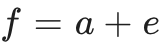 f = a + e